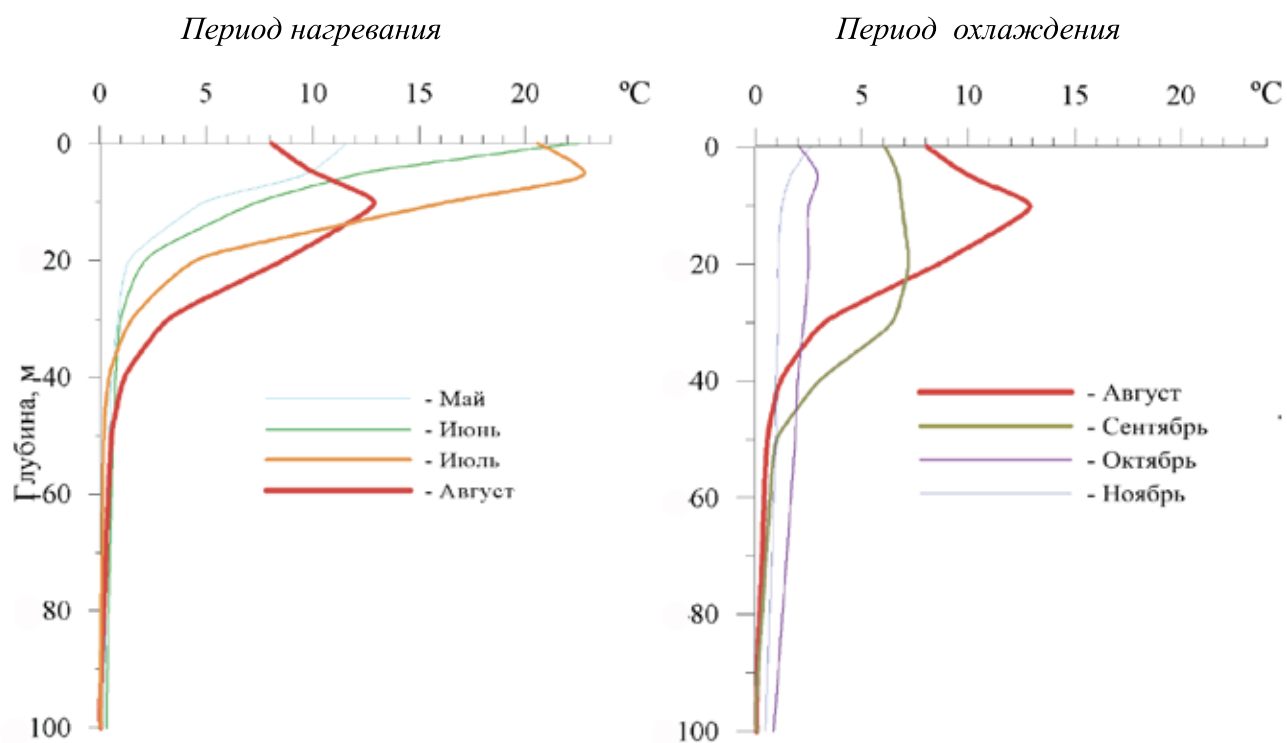 Период нагревания
0 5 10 15 20 ºC
0
20
40
60
80
100
Глубина, м
- Май
- Июнь
- Июль
- Август
Период охлаждения
0 5 10 15 20 ºC
0
20
40
60
80
100
- Август
- Сентябрь
- Октябрь
- Ноябрь